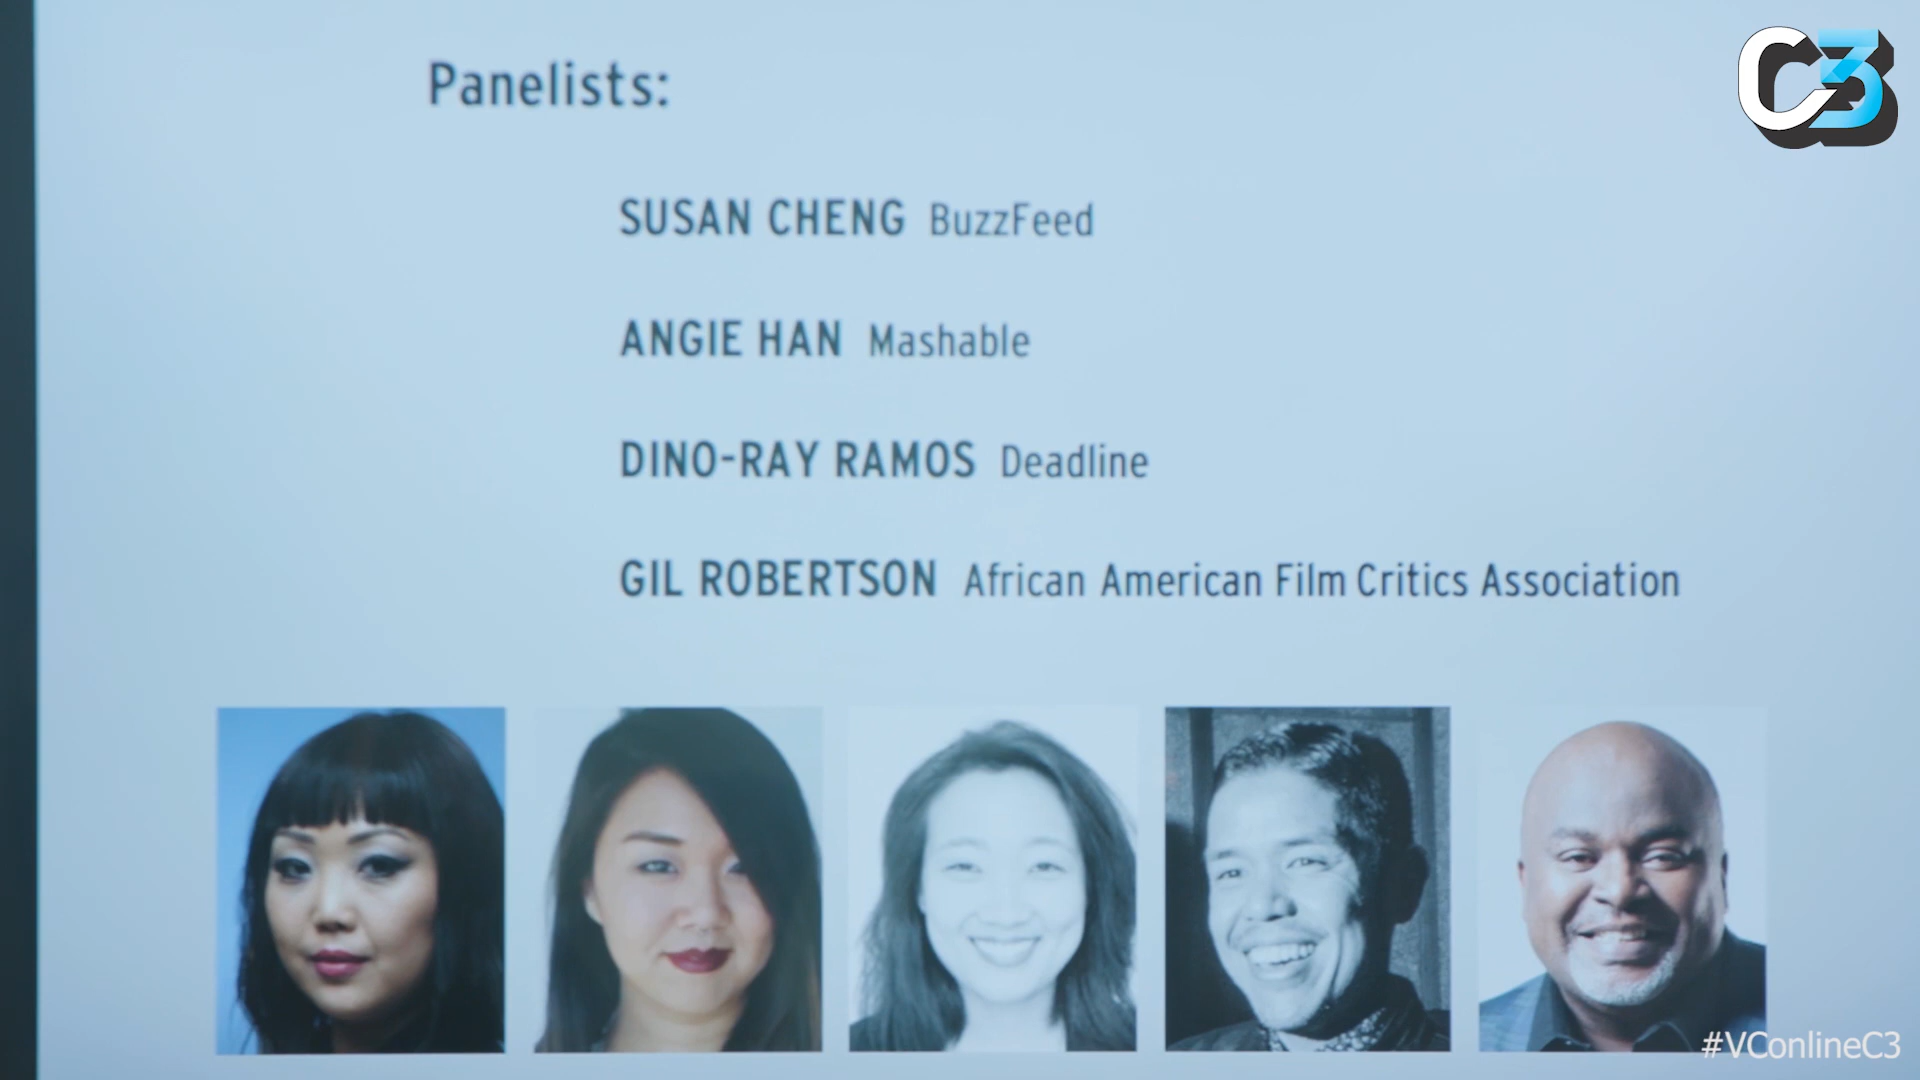 C3
Panelists:
SUSAN CHENG BuzzFeed
ANGIE HAN Mashable
DINO-RAY RAMOS Deadline
GIL ROBERTSON African American Film Critics Association
#VConlineC3